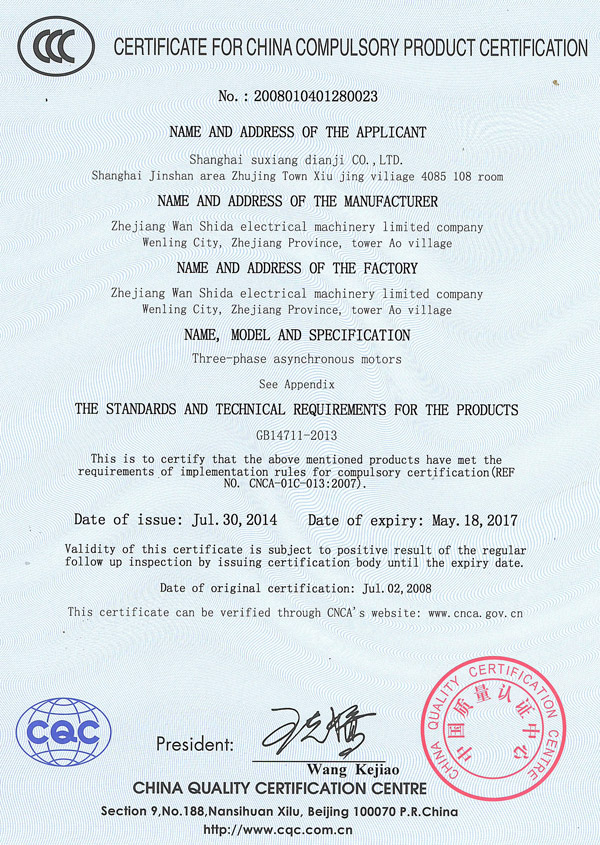 CCC
CERTIFICATE FOR CHINA COMPULSORY PRODUCT CERTIFICATION
No.: 2008010401280023
NAME AND ADDRESS OF THE APPLICANT
Shanghai suxiang dianji CO.,LTD.
Shanghai Jinshan area Zhujing Town Xiu jing viliage 4085 108 room
NAME AND ADDRESS OF THE MANUFACTURER
Zhejiang Wan Shida electrical machinery limited company
Wenling City, Zhejiang Province, tower Ao village
NAME AND ADDRESS OF THE FACTORY
Zhejiang Wan Shida electrical machinery limited company
Wenling City, Zhejiang Province, tower Ao village
NAME, MODEL AND SPECIFICATION
Three-phase asynchronous motors
See Appendix
THE STANDARDS AND TECHNICAL REQUIREMENTS FOR THE PRODUCTS
GB14711-2013
This is to certify that the above mentioned products have met the
requirements of implementation rules for compulsory certification(REF
NO. CNCA-01C-013:2007).
Date of issue: Jul.30,2014 Date of expiry: May.18,2017
Validity of this certificate is subject to positive result of the regular
follow up inspection by issuing certification body until the expiry date.
Date of original certification: Jul.02,2008
This certificate can be verified through CNCA's website: www.cnca.gov.cn
CQC
President: 王克娇
Wang Kejiao
CHINA QUALITY CERTIFICATION CENTRE
中国质量认证中心
CHINA QUALITY CERTIFICATION CENTRE
Section 9,No.188,Nansihuan Xilu, Beijing 100070 P.R.China
http://www.cqc.com.cn